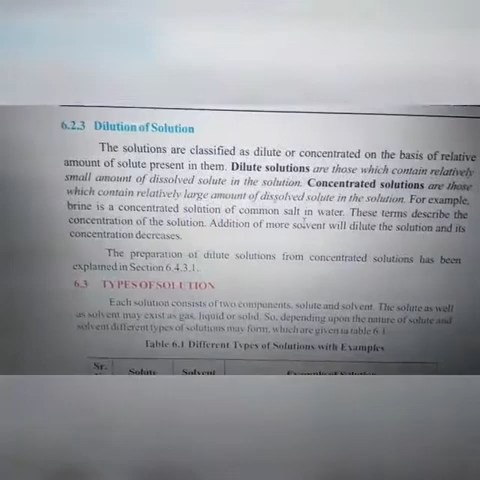 6.2.3 Dilution of Solution
The solutions are classified as dilute or concentrated on the basis of relative
amount of solute present in them. Dilute solutions are those which contain relatively
small amount of dissolved solute in the solution. Concentrated solutions are those
which contain relatively large amount of dissolved solute in the solution. For example,
brine is a concentrated solution of common salt in water. These terms describe the
concentration of the solution. Addition of more solvent will dilute the solution and its
concentration decreases.
The preparation of dilute solutions from concentrated solutions has been
explained in Section 6.4.3.1.
6.3 TYPES OF SOLUTION
Each solution consists of two components, solute and solvent. The solute as well
as solvent may exist as gas, liquid or solid. So, depending upon the nature of solute and
solvent different types of solutions may form, which are given in table 6.1
Table 6.1 Different Types of Solutions with Examples
Sr. Solute Solvent Example of